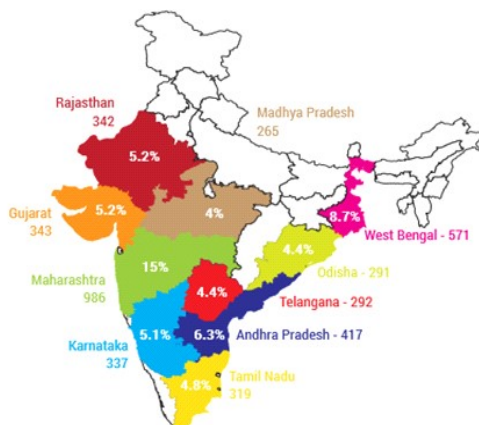 Rajasthan
342
Madhya Pradesh
265
5.2%
Gujarat
343
5.2%
4%
8.7%
West Bengal - 571
4.4%
Odisha - 291
Maharashtra
986
15%
4.4%
Telangana - 292
Karnataka
337
5.1%
6.3%
Andhra Pradesh - 417
4.8%
Tamil Nadu
319